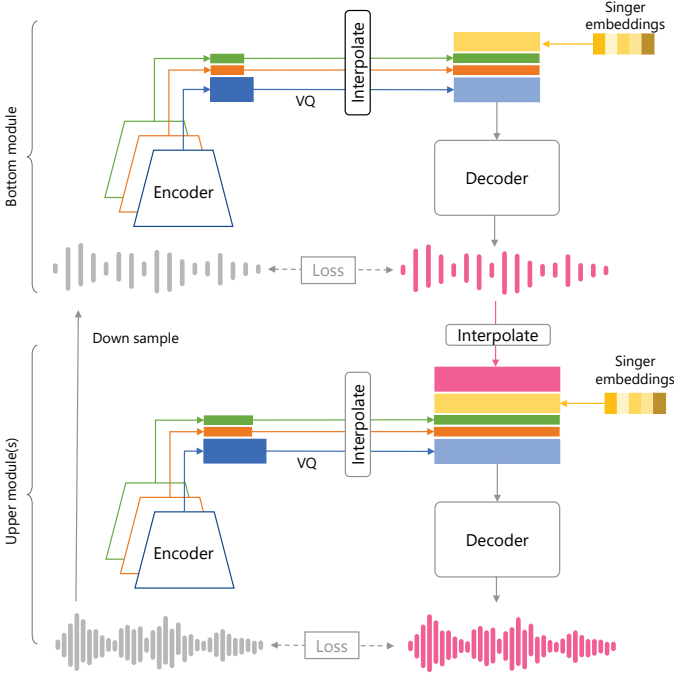 Singer
embeddings
Interpolate
VQ
Bottom module
Encoder
Decoder
Loss
Down sample
Interpolate
Singer
embeddings
Interpolate
VQ
Upper module(s)
Encoder
Decoder
Loss